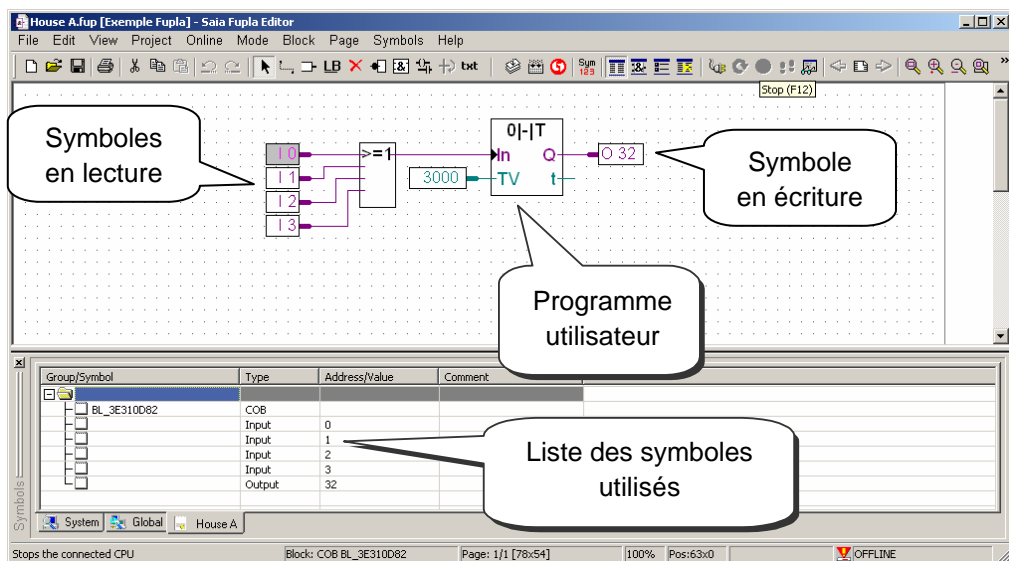 House A.fup [Exemple Fupla] - Saia Fupla Editor
File Edit View Project Online Mode Block Page Symbols Help
LB txt Sym 123 »
Stop (F12)
Symboles
en lecture
I 0
I 1
I 2
I 3
>=1
3000
0|-|T
In Q
TV t
O 32
Symbole
en écriture
Programme
utilisateur
Group/Symbol Type Address/Value Comment
BL_3E310D82 COB
Input 0
Input 1
Input 2
Input 3
Output 32
Liste des symboles
utilisés
Symbols
System Global House A
Stops the connected CPU Block: COB BL_3E310D82 Page: 1/1 [78x54] 100% Pos:63x0 OFFLINE